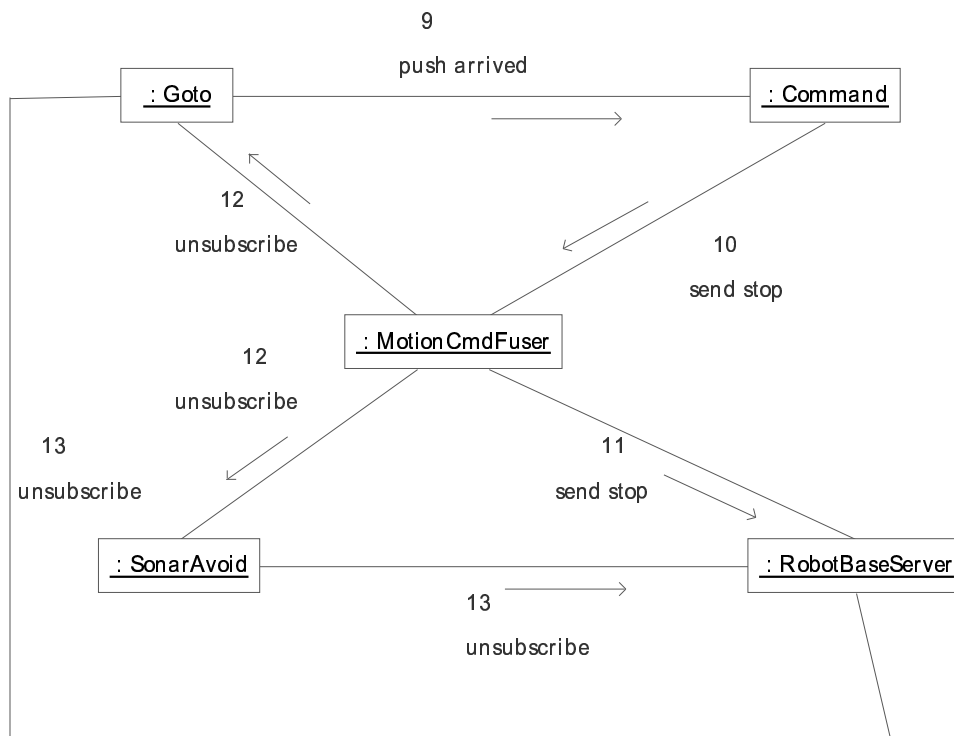 9
push arrived
: Goto
: Command
12
unsubscribe
10
send stop
: MotionCmdFuser
12
unsubscribe
13
unsubscribe
11
send stop
: SonarAvoid
: RobotBaseServer
13
unsubscribe